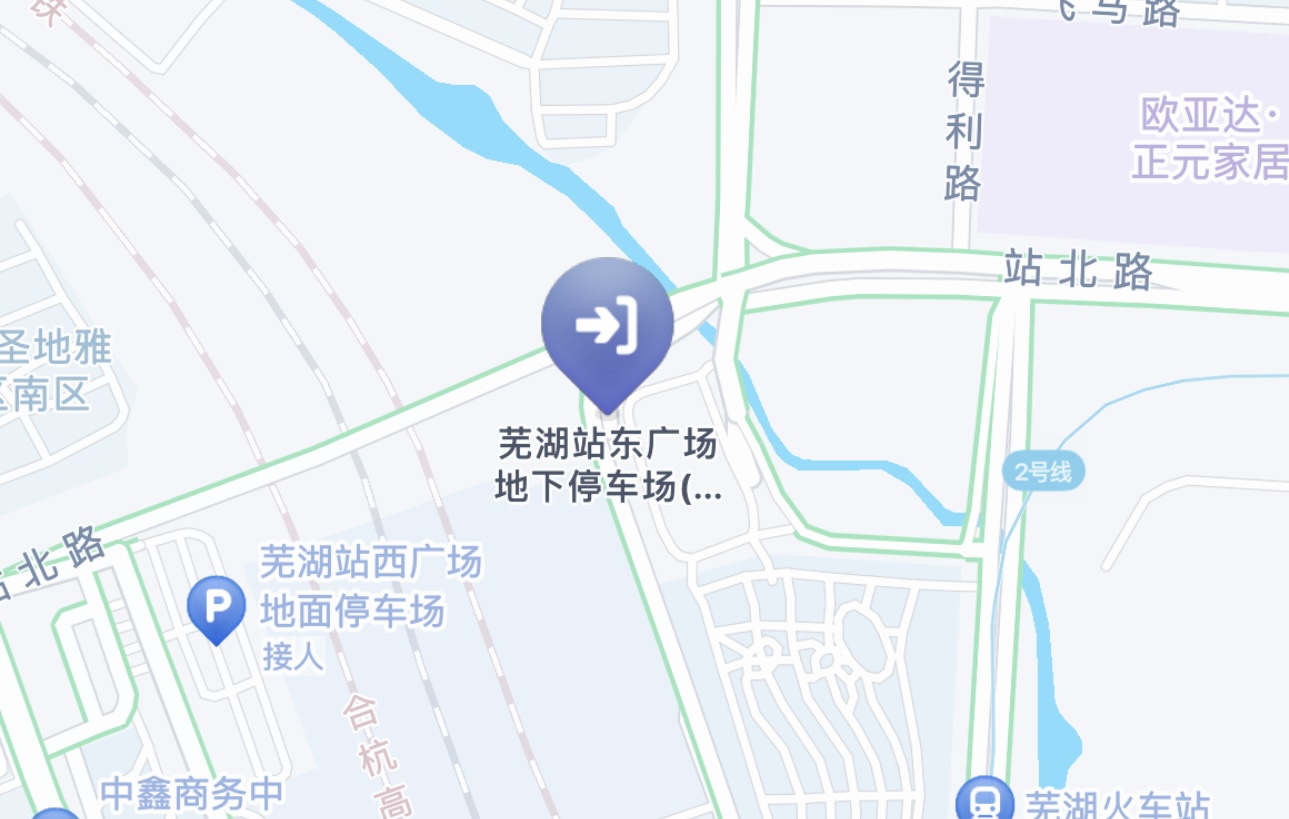 铁
飞马路
得利路
欧亚达·
正元家居
站北路
圣地雅
区南区
芜湖站东广场
地下停车场(...
2号线
站北路
芜湖站西广场
地面停车场
接人
P
合杭高
中鑫商务中
芜湖火车站